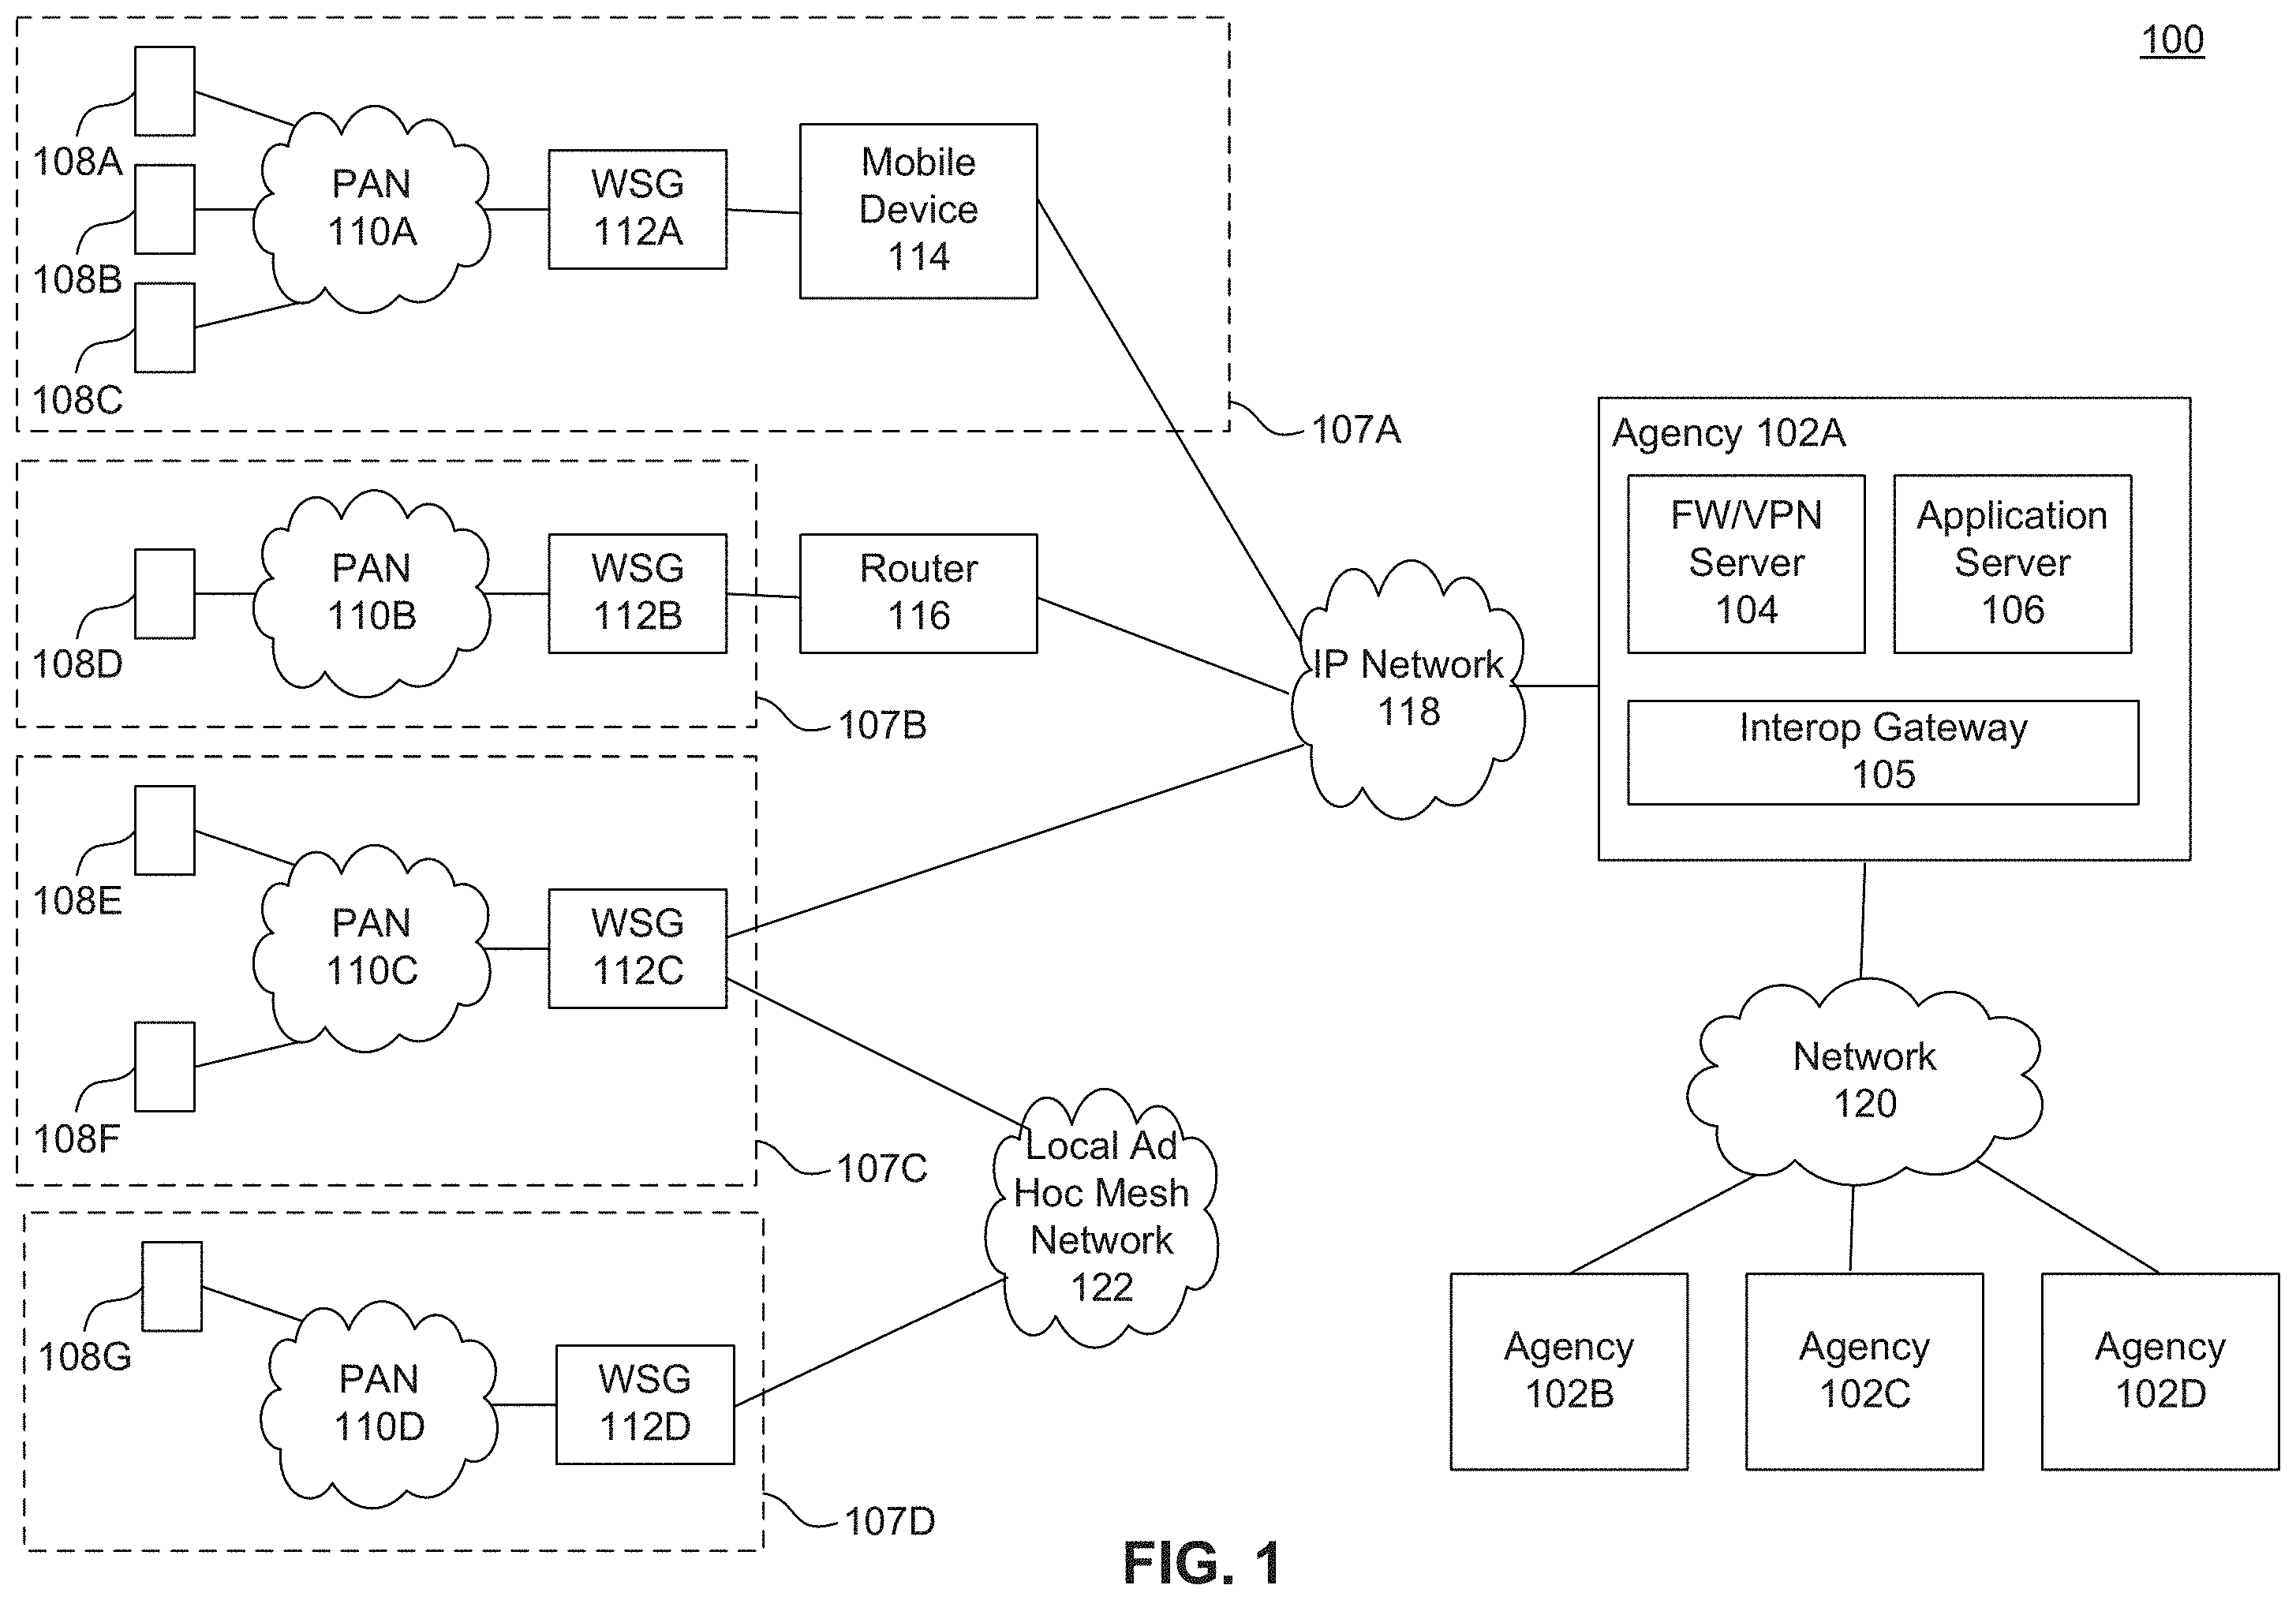 100
108A
108B
108C
PAN
110A
WSG
112A
Mobile
Device
114
107A
108D
PAN
110B
WSG
112B
Router
116
107B
108E
108F
PAN
110C
WSG
112C
107C
108G
PAN
110D
WSG
112D
107D
Local Ad
Hoc Mesh
Network
122
IP Network
118
Agency 102A
FW/VPN
Server
104
Application
Server
106
Interop Gateway
105
Network
120
Agency
102B
Agency
102C
Agency
102D
FIG. 1